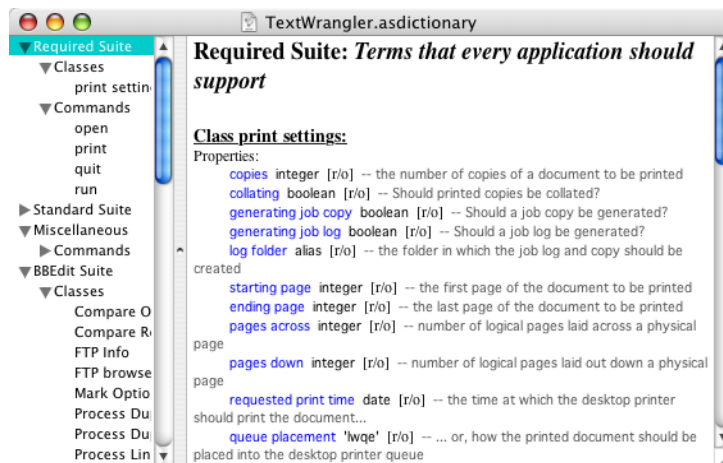 TextWrangler.asdictionary
Required Suite
Classes
print settin
Commands
open
print
quit
run
Standard Suite
Miscellaneous
Commands
BBEdit Suite
Classes
Compare O
Compare R
FTP Info
FTP browse
Mark Optio
Process Du
Process Du
Process Lin
Required Suite: Terms that every application should
support
Class print settings:
Properties:
copies integer [r/o] -- the number of copies of a document to be printed
collating boolean [r/o] -- Should printed copies be collated?
generating job copy boolean [r/o] -- Should a job copy be generated?
generating job log boolean [r/o] -- Should a job log be generated?
log folder alias [r/o] -- the folder in which the job log and copy should be
created
starting page integer [r/o] -- the first page of the document to be printed
ending page integer [r/o] -- the last page of the document to be printed
pages across integer [r/o] -- number of logical pages laid across a physical
page
pages down integer [r/o] -- number of logical pages laid out down a physical
page
requested print time date [r/o] -- the time at which the desktop printer
should print the document...
queue placement 'lwqe' [r/o] -- ... or, how the printed document should be
placed into the desktop printer queue